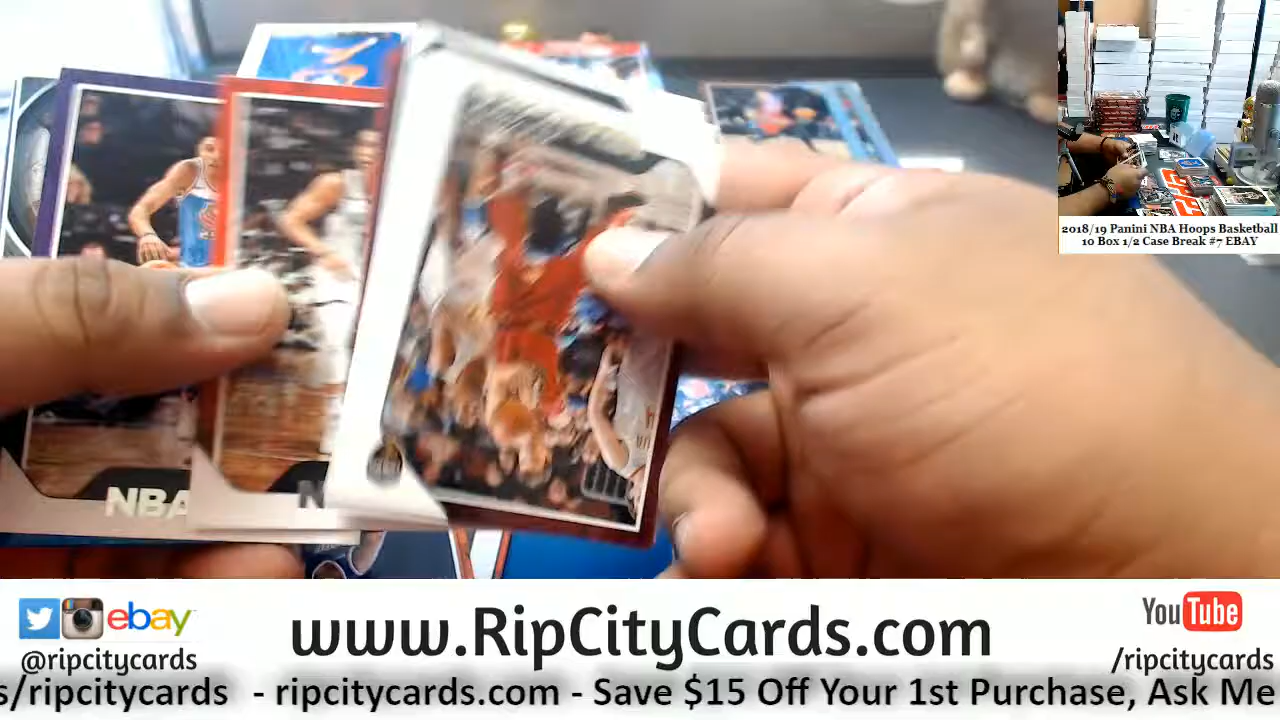 2018/19 Panini NBA Hoops Basketball
10 Box 1/2 Case Break #7 EBAY
NBA
N
ebay
www.RipCityCards.com
YouTube
@ripcitycards
/ripcitycards
s/ripcitycards - ripcitycards.com - Save $15 Off Your 1st Purchase, Ask Me